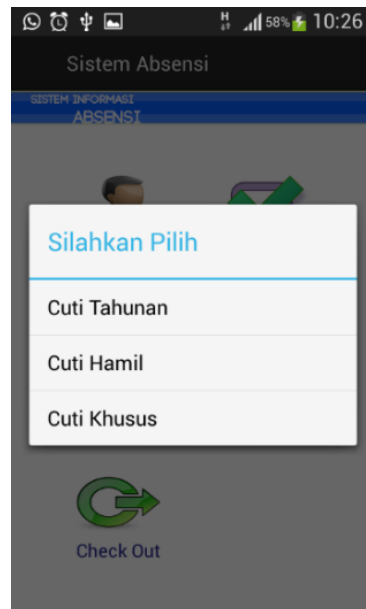 H 58% 10:26
Sistem Absensi
SISTEM INFORMASI
ABSENSI
Silahkan Pilih
Cuti Tahunan
Cuti Hamil
Cuti Khusus
Check Out